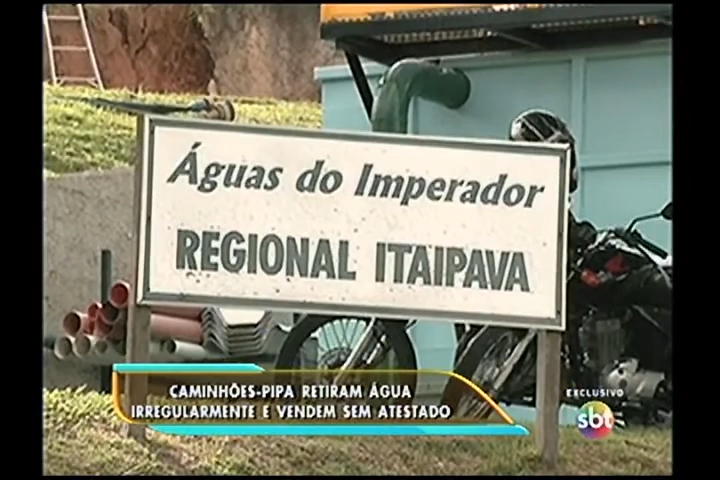 Águas do Imperador
REGIONAL ITAIPAVA
CAMINHÕES-PIPA RETIRAM ÁGUA
IRREGULARMENTE E VENDEM SEM ATESTADO
EXCLUSIVO
sbt